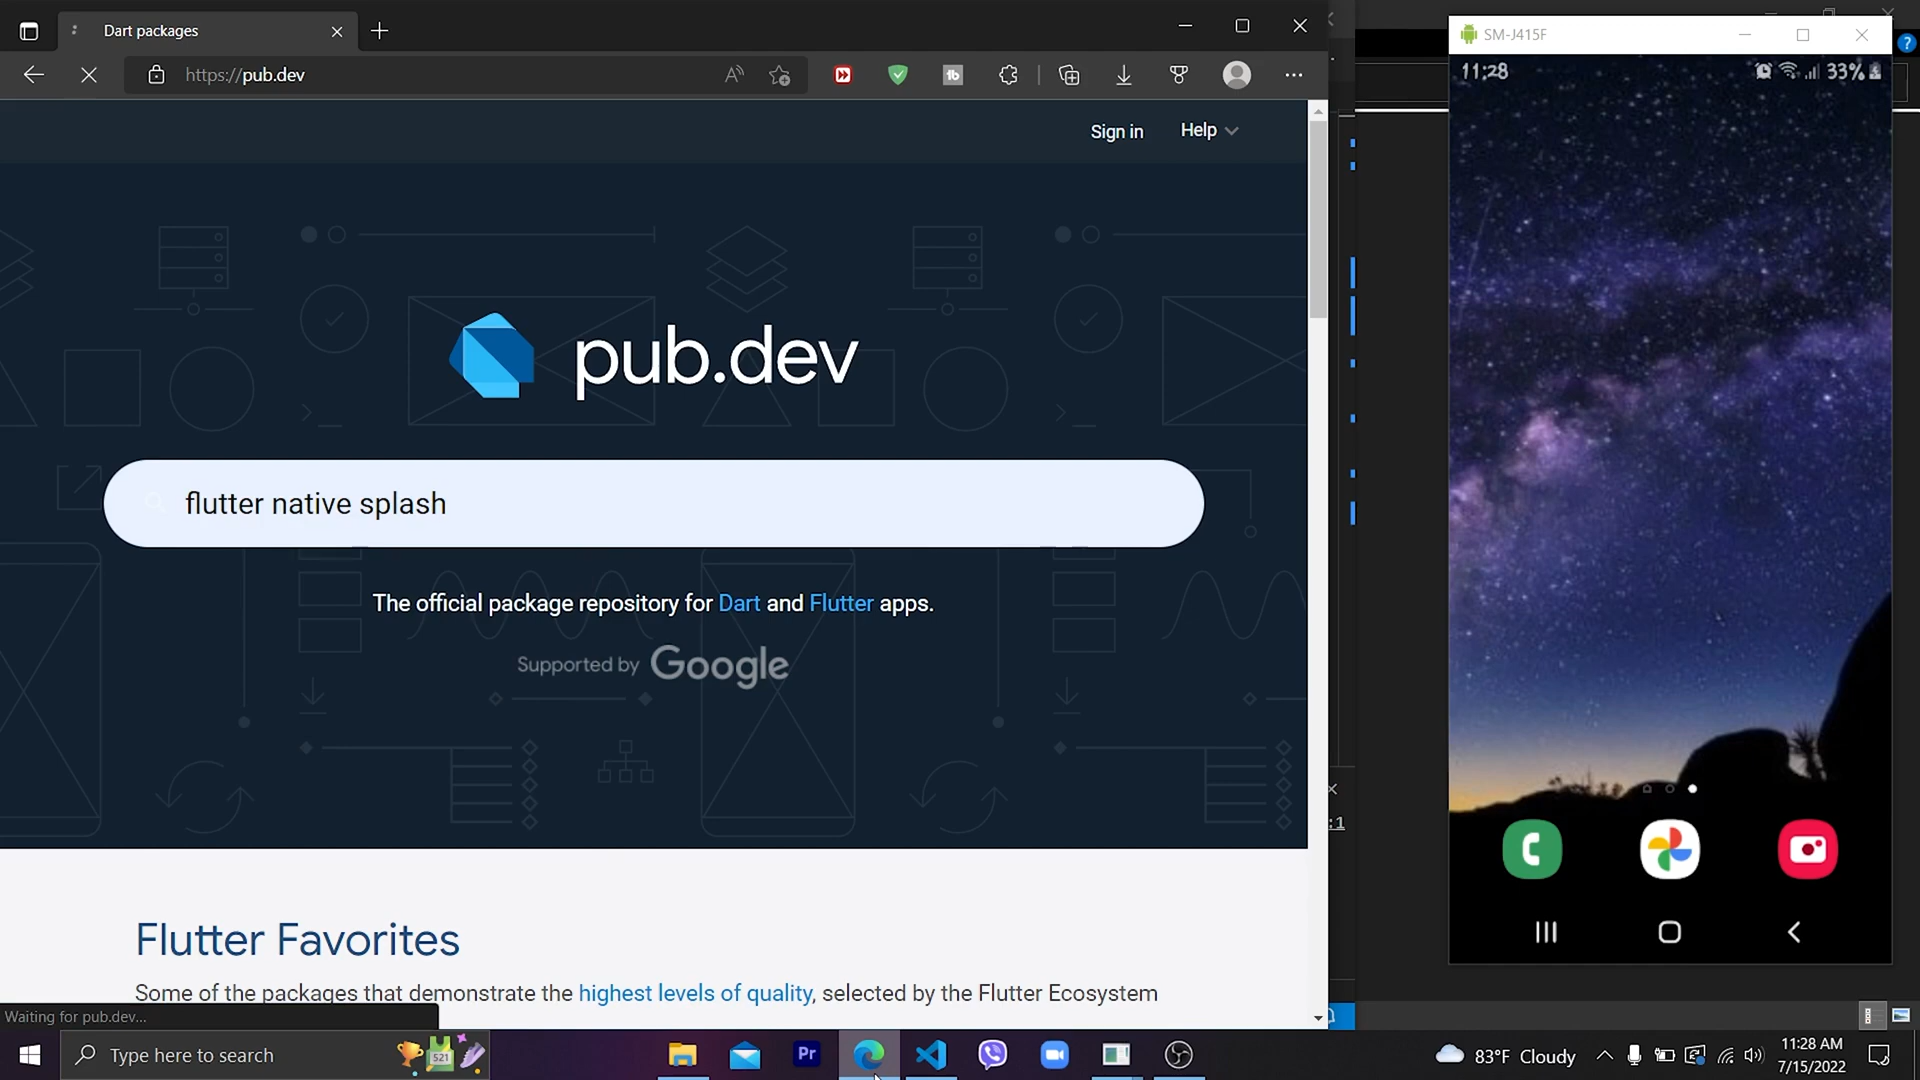 Dart packages
https://pub.dev
Sign in
Help
pub.dev
flutter native splash
The official package repository for Dart and Flutter apps.
Supported by Google
Flutter Favorites
Some of the packages that demonstrate the highest levels of quality, selected by the Flutter Ecosystem
Waiting for pub.dev...
SM-J415F
11:28
33%
:1
Type here to search
521
Pr
83°F Cloudy
11:28 AM
7/15/2022